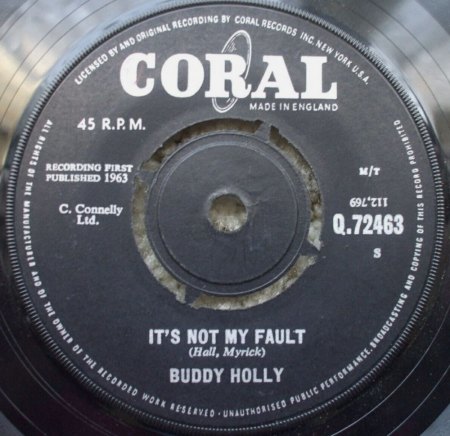 LICENSED BY AND ORIGINAL RECORDING BY CORAL RECORDS INC. NEW YORK U.S.A.
CORAL
MADE IN ENGLAND
45 R.P.M.
RECORDING FIRST
PUBLISHED 1963
M/T
C. Connelly
Ltd.
112,769
Q.72463
S
IT'S NOT MY FAULT
(Hall, Myrick)
BUDDY HOLLY
ALL RIGHTS OF THE MANUFACTURER AND OF THE OWNER OF THE RECORDED WORK RESERVED · UNAUTHORISED PUBLIC PERFORMANCE, BROADCASTING AND COPYING OF THIS RECORD PROHIBITED